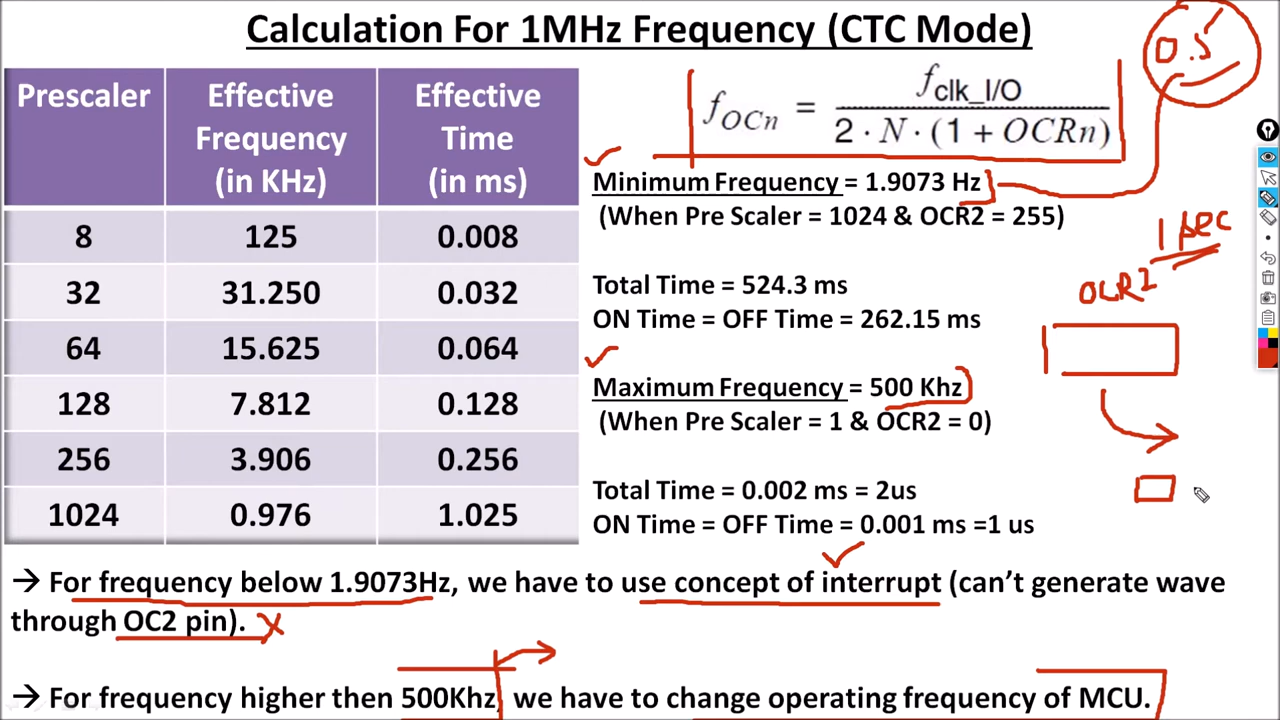 Calculation For 1MHz Frequency (CTC Mode)
0.5
Prescaler Effective Frequency (in KHz) Effective Time (in ms)
8 125 0.008
32 31.250 0.032
64 15.625 0.064
128 7.812 0.128
256 3.906 0.256
1024 0.976 1.025
fOCn = fclk_I/O / 2 · N · (1 + OCRn)
Minimum Frequency = 1.9073 Hz
(When Pre Scaler = 1024 & OCR2 = 255)
1 sec
OCR2
Total Time = 524.3 ms
ON Time = OFF Time = 262.15 ms
Maximum Frequency = 500 Khz
(When Pre Scaler = 1 & OCR2 = 0)
Total Time = 0.002 ms = 2us
ON Time = OFF Time = 0.001 ms =1 us
→ For frequency below 1.9073Hz, we have to use concept of interrupt (can’t generate wave
through OC2 pin).
→ For frequency higher then 500Khz, we have to change operating frequency of MCU.